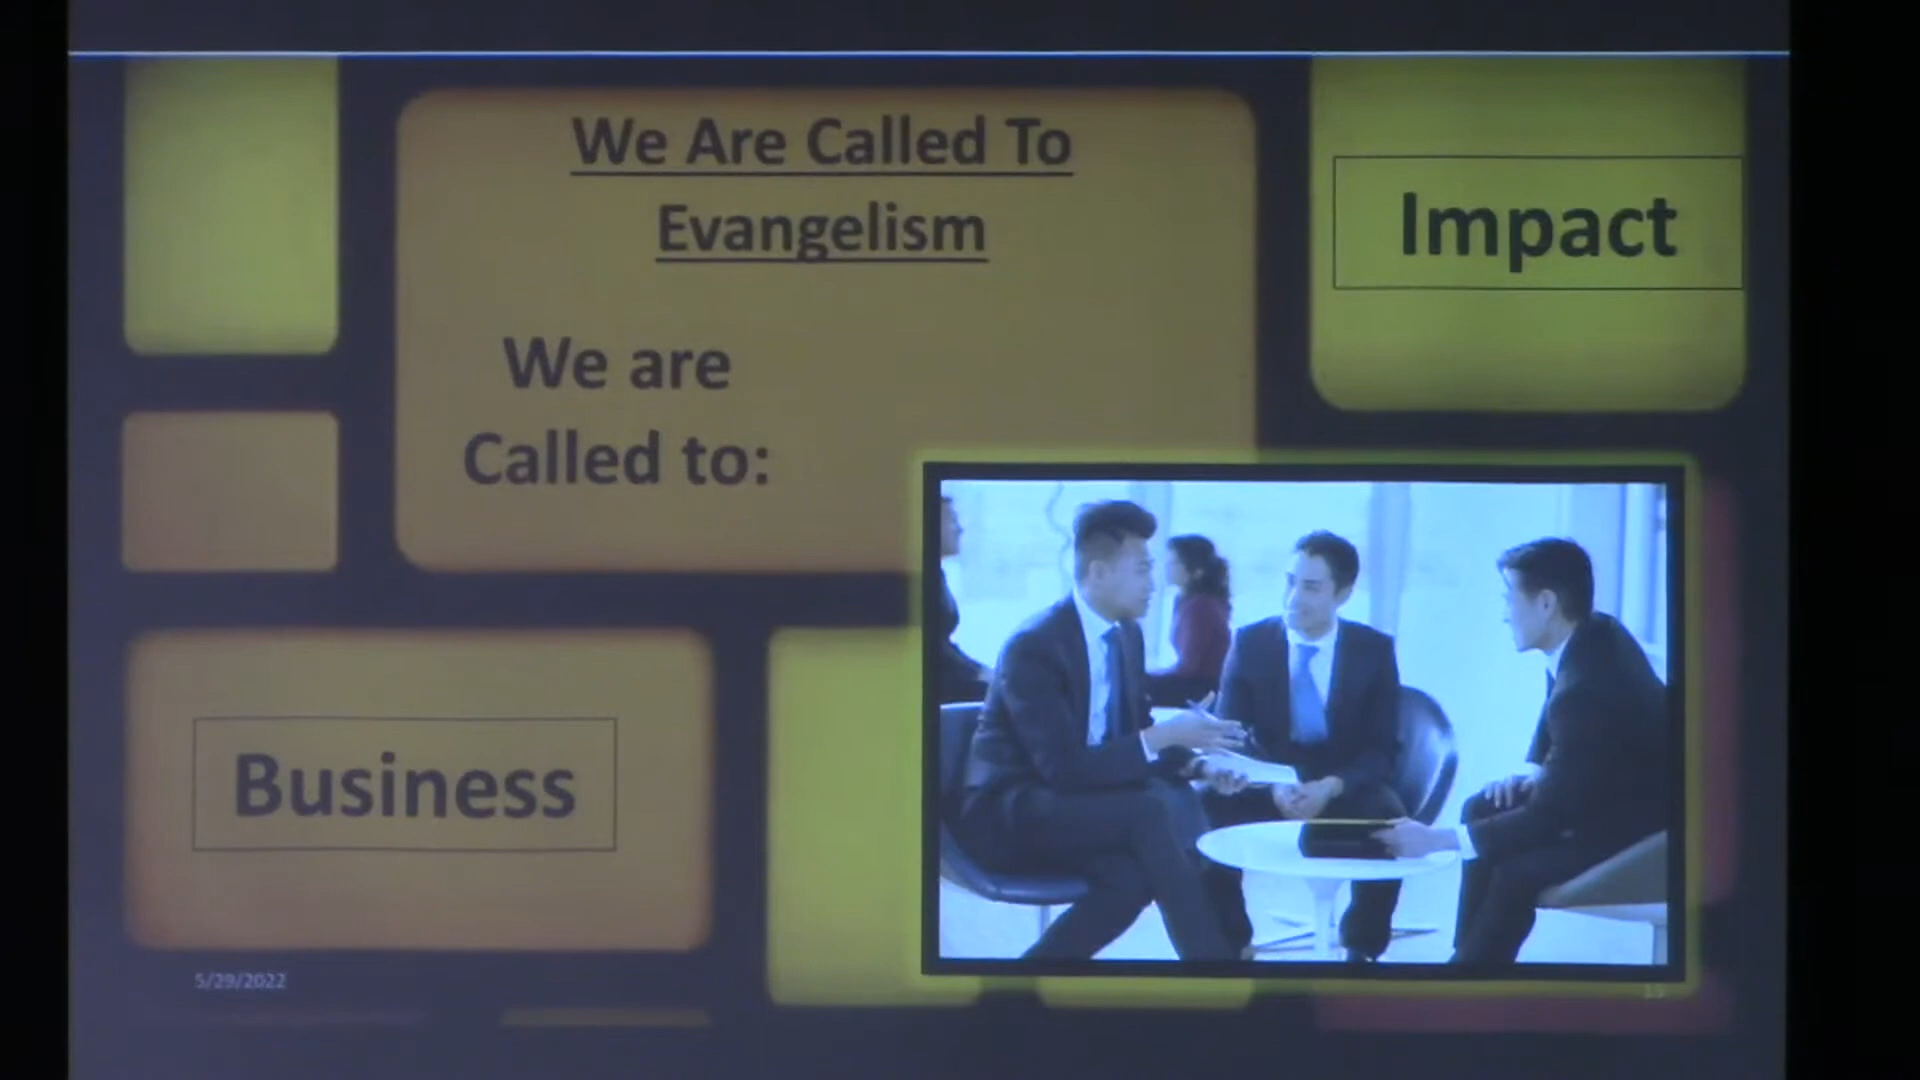 We Are Called To
Evangelism
Impact
We are
Called to:
Business
5/29/2022